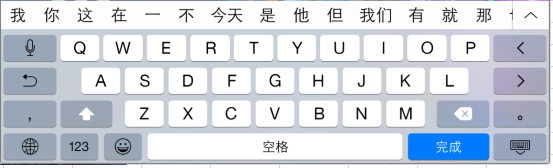 我 你 这 在 一 不 今天 是 他 但 我们 有 就 那
Q W E R T Y U I O P
A S D F G H J K L
, Z X C V B N M 。
123 空格 完成